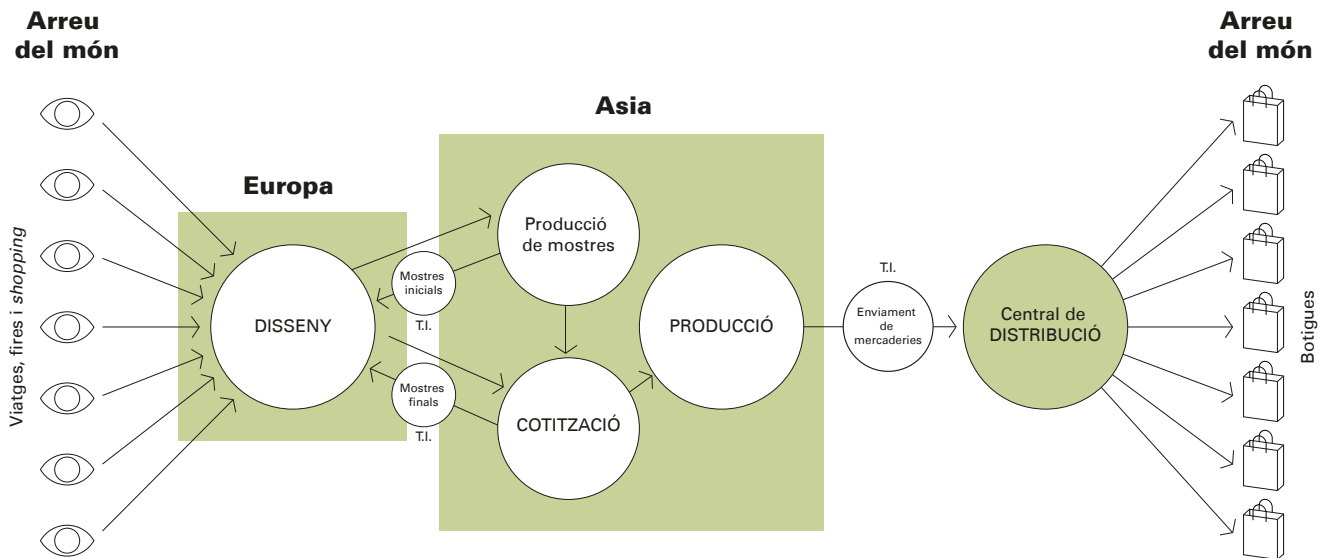 Arreu
del món
Viatges, fires i shopping
Europa
DISSENY
Asia
Producció
de mostres
Mostres
inicials
T.I.
Mostres
finals
T.I.
COTITZACIÓ
PRODUCCIÓ
T.I.
Enviament
de
mercaderies
Central de
DISTRIBUCIÓ
Arreu
del món
Botigues